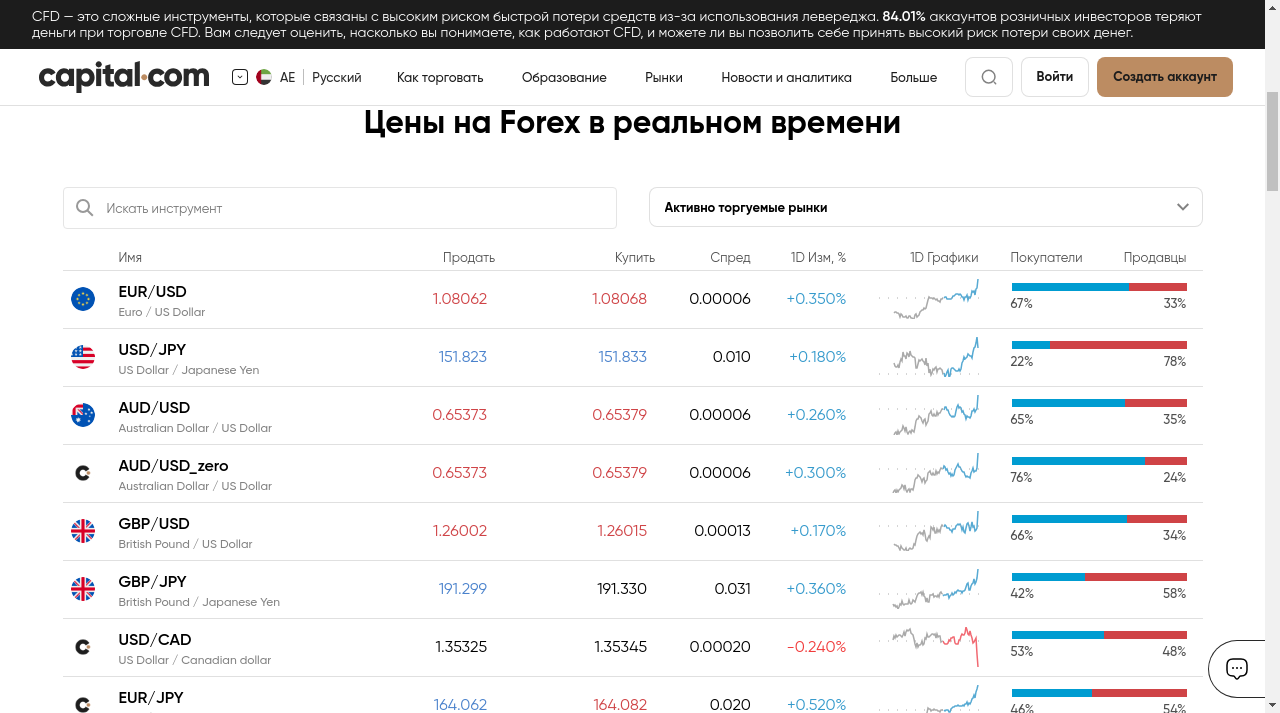 CFD — это сложные инструменты, которые связаны с высоким риском быстрой потери средств из-за использования левереджа. 84.01% аккаунтов розничных инвесторов теряют
деньги при торговле CFD. Вам следует оценить, насколько вы понимаете, как работают CFD, и можете ли вы позволить себе принять высокий риск потери своих денег.
capital.com AE Русский Как торговать Образование Рынки Новости и аналитика Больше Войти Создать аккаунт
Цены на Forex в реальном времени
Искать инструмент Активно торгуемые рынки
Имя Продать Купить Спред 1D Изм, % 1D Графики Покупатели Продавцы
EUR/USD 1.08062 1.08068 0.00006 +0.350% 67% 33%
Euro / US Dollar
USD/JPY 151.823 151.833 0.010 +0.180% 22% 78%
US Dollar / Japanese Yen
AUD/USD 0.65373 0.65379 0.00006 +0.260% 65% 35%
Australian Dollar / US Dollar
AUD/USD_zero 0.65373 0.65379 0.00006 +0.300% 76% 24%
Australian Dollar / US Dollar
GBP/USD 1.26002 1.26015 0.00013 +0.170% 66% 34%
British Pound / US Dollar
GBP/JPY 191.299 191.330 0.031 +0.360% 42% 58%
British Pound / Japanese Yen
USD/CAD 1.35325 1.35345 0.00020 -0.240% 53% 48%
US Dollar / Canadian dollar
EUR/JPY 164.062 164.082 0.020 +0.520% 46% 54%